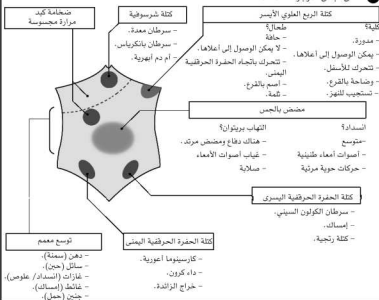 ضخامة كبد
مرارة مجسوسة
كتلة شرسوفية
- سرطان معدة.
- سرطان بانكرياس.
- أم دم أبهرية.
كتلة الربع العلوي الأيسر
كلية؟
- مدورة.
- يمكن الوصول إلى أعلاها.
- تتحرك للأسفل.
- وضاحة بالقرع.
- تستجيب للنهز.
طحال؟
- حافة
- لا يمكن الوصول إلى أعلاها.
- تتحرك باتجاه الحفرة الحرقفية
اليمنى.
- أصم بالقرع.
- ثلمة.
مضض بالجس
انسداد؟
-متوسع
- أصوات أمعاء طنينية
- حركات حوية مرئية
التهاب بريتوان؟
- هناك دفاع ومضض مرتد.
- غياب أصوات الأمعاء
- صلابة
كتلة الحفرة الحرقفية اليسرى
- سرطان الكولون السيني.
- إمساك.
- كتلة رتجية.
كتلة الحفرة الحرقفية اليمنى
- كارسينوما أعورية.
- داء كرون.
- خراج الزائدة.
توسع معمم
- دهن (سمنة).
- سائل (حبن).
- غازات (انسداد/ علوص).
- غائط (إمساك).
- جنين (حمل).